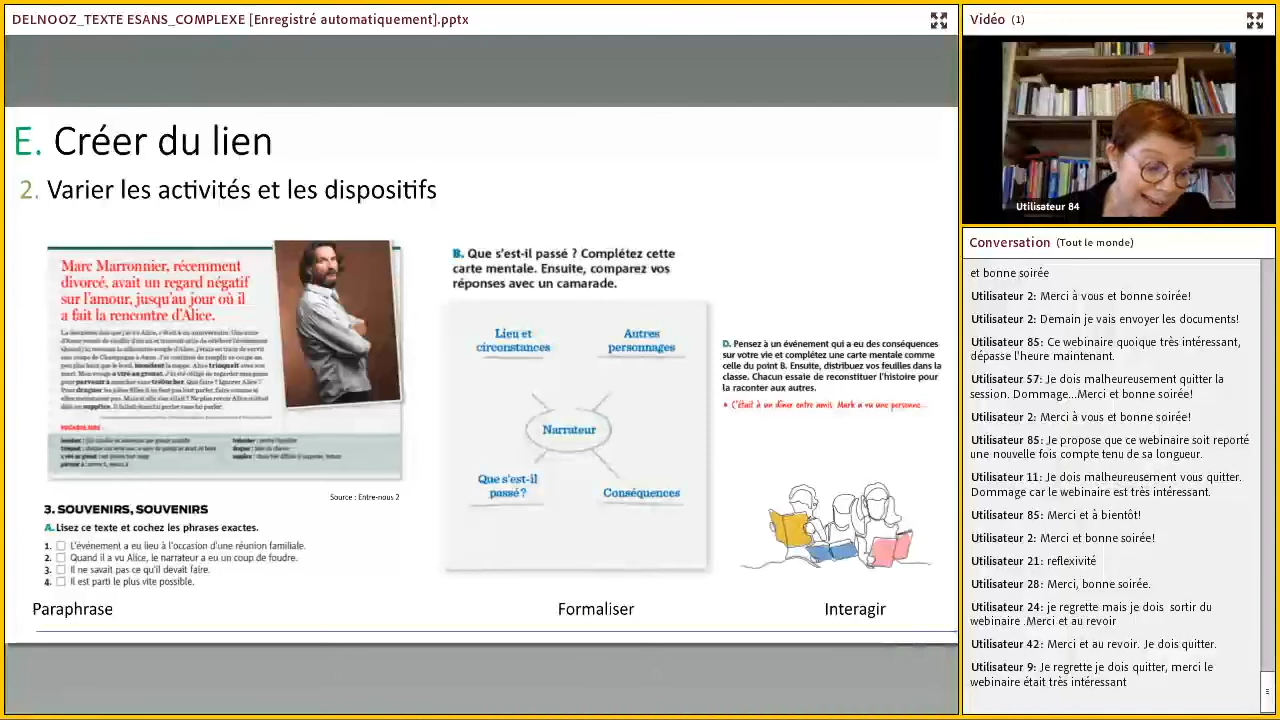 DELNOOZ_TEXTE ESANS_COMPLEXE [Enregistré automatiquement].pptx
E. Créer du lien
2. Varier les activités et les dispositifs
Marc Marronnier, récemment
divorcé, avait un regard négatif
sur l'amour, jusqu'au jour où il
a fait la rencontre d'Alice.
VOCABULAIRE
Source : Entre-nous 2
3. SOUVENIRS, SOUVENIRS
A. Lisez ce texte et cochez les phrases exactes.
1. L'événement a eu lieu à l'occasion d'une réunion familiale.
2. Quand il a vu Alice, le narrateur a eu un coup de foudre.
3. Il ne savait pas ce qu'il devait faire.
4. Il est parti le plus vite possible.
Paraphrase
B. Que s'est-il passé ? Complétez cette
carte mentale. Ensuite, comparez vos
réponses avec un camarade.
Lieu et
circonstances
Autres
personnages
Narrateur
Que s'est-il
passé ?
Conséquences
Formaliser
D. Pensez à un événement qui a eu des conséquences
sur votre vie et complétez une carte mentale comme
celle du point B. Ensuite, distribuez vos feuilles dans la
classe. Chacun essaie de reconstituer l'histoire pour
la raconter aux autres.
• C'était à un dîner entre amis. Mark a vu une personne...
Interagir
Vidéo (1)
Utilisateur 84
Conversation (Tout le monde)
et bonne soirée
Utilisateur 2: Merci à vous et bonne soirée!
Utilisateur 2: Demain je vais envoyer les documents!
Utilisateur 85: Ce webinaire quoique très intéressant,
dépasse l'heure maintenant.
Utilisateur 57: Je dois malheureusement quitter la
session. Dommage...Merci et bonne soirée!
Utilisateur 2: Merci à vous et bonne soirée!
Utilisateur 85: Je propose que ce webinaire soit reporté
une nouvelle fois compte tenu de sa longueur.
Utilisateur 11: Je dois malheureusement vous quitter.
Dommage car le webinaire est très intéressant.
Utilisateur 85: Merci et à bientôt!
Utilisateur 2: Merci et bonne soirée!
Utilisateur 21: reflexivité
Utilisateur 28: Merci, bonne soirée.
Utilisateur 24: je regrette mais je dois sortir du
webinaire .Merci et au revoir
Utilisateur 42: Merci et au revoir. Je dois quitter.
Utilisateur 9: Je regrette je dois quitter, merci le
webinaire était très intéressant